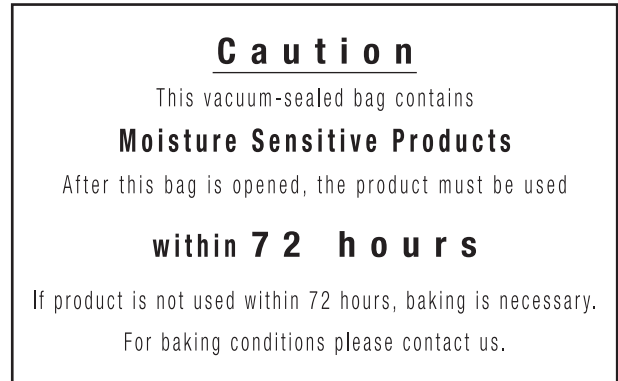 Caution
This vacuum-sealed bag contains
Moisture Sensitive Products
After this bag is opened, the product must be used
within 72 hours
If product is not used within 72 hours, baking is necessary.
For baking conditions please contact us.